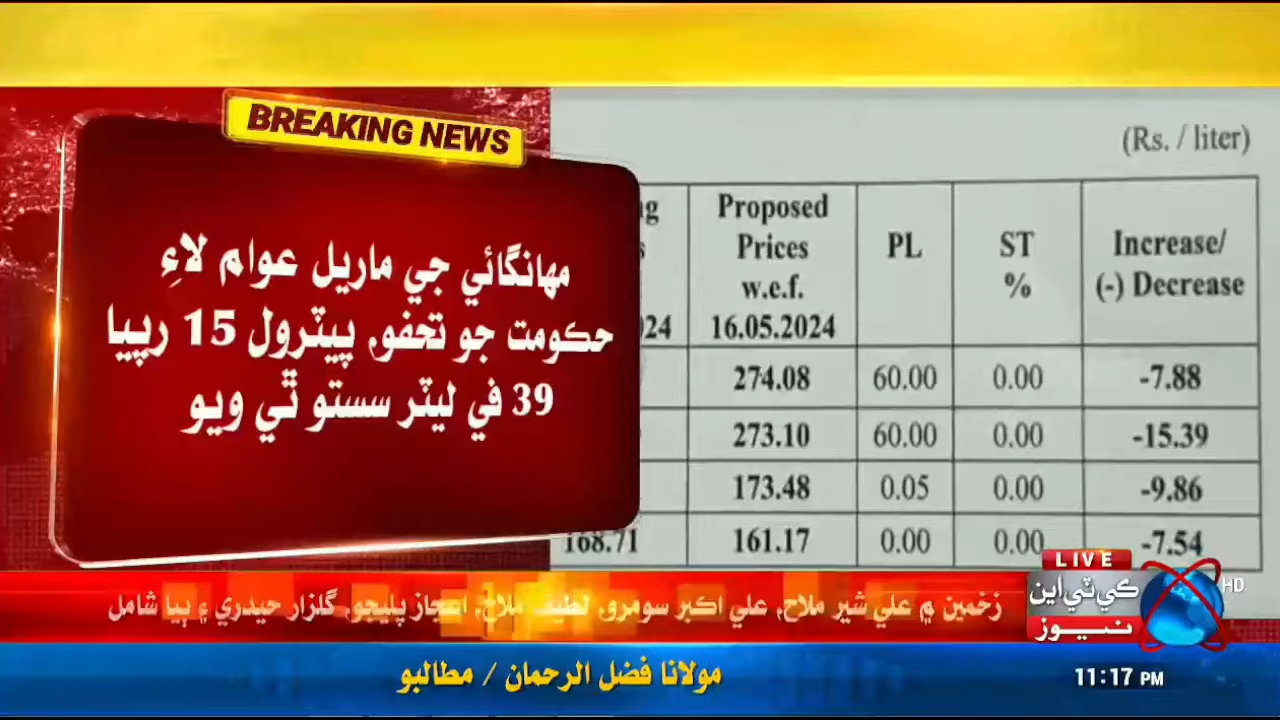 BREAKING NEWS
مهانگائي جي ماريل عوام لاءِ
حڪومت جو تحفو، پيٽرول 15 رپيا
39 في ليٽر سستو ٿي ويو
(Rs. / liter)
Proposed Prices w.e.f. 16.05.2024 PL ST % Increase/ (-) Decrease
274.08 60.00 0.00 -7.88
273.10 60.00 0.00 -15.39
173.48 0.05 0.00 -9.86
168.71 161.17 0.00 0.00 -7.54
LIVE
ڪي ٽي اين HD
نيوز
زخمين ۾ علي شير ملاح، علي اڪبر سومرو، لطيف ملاح، اعجاز پليجو، گلزار حيدري ۽ ٻيا شامل
مولانا فضل الرحمان / مطالبو
11:17 PM